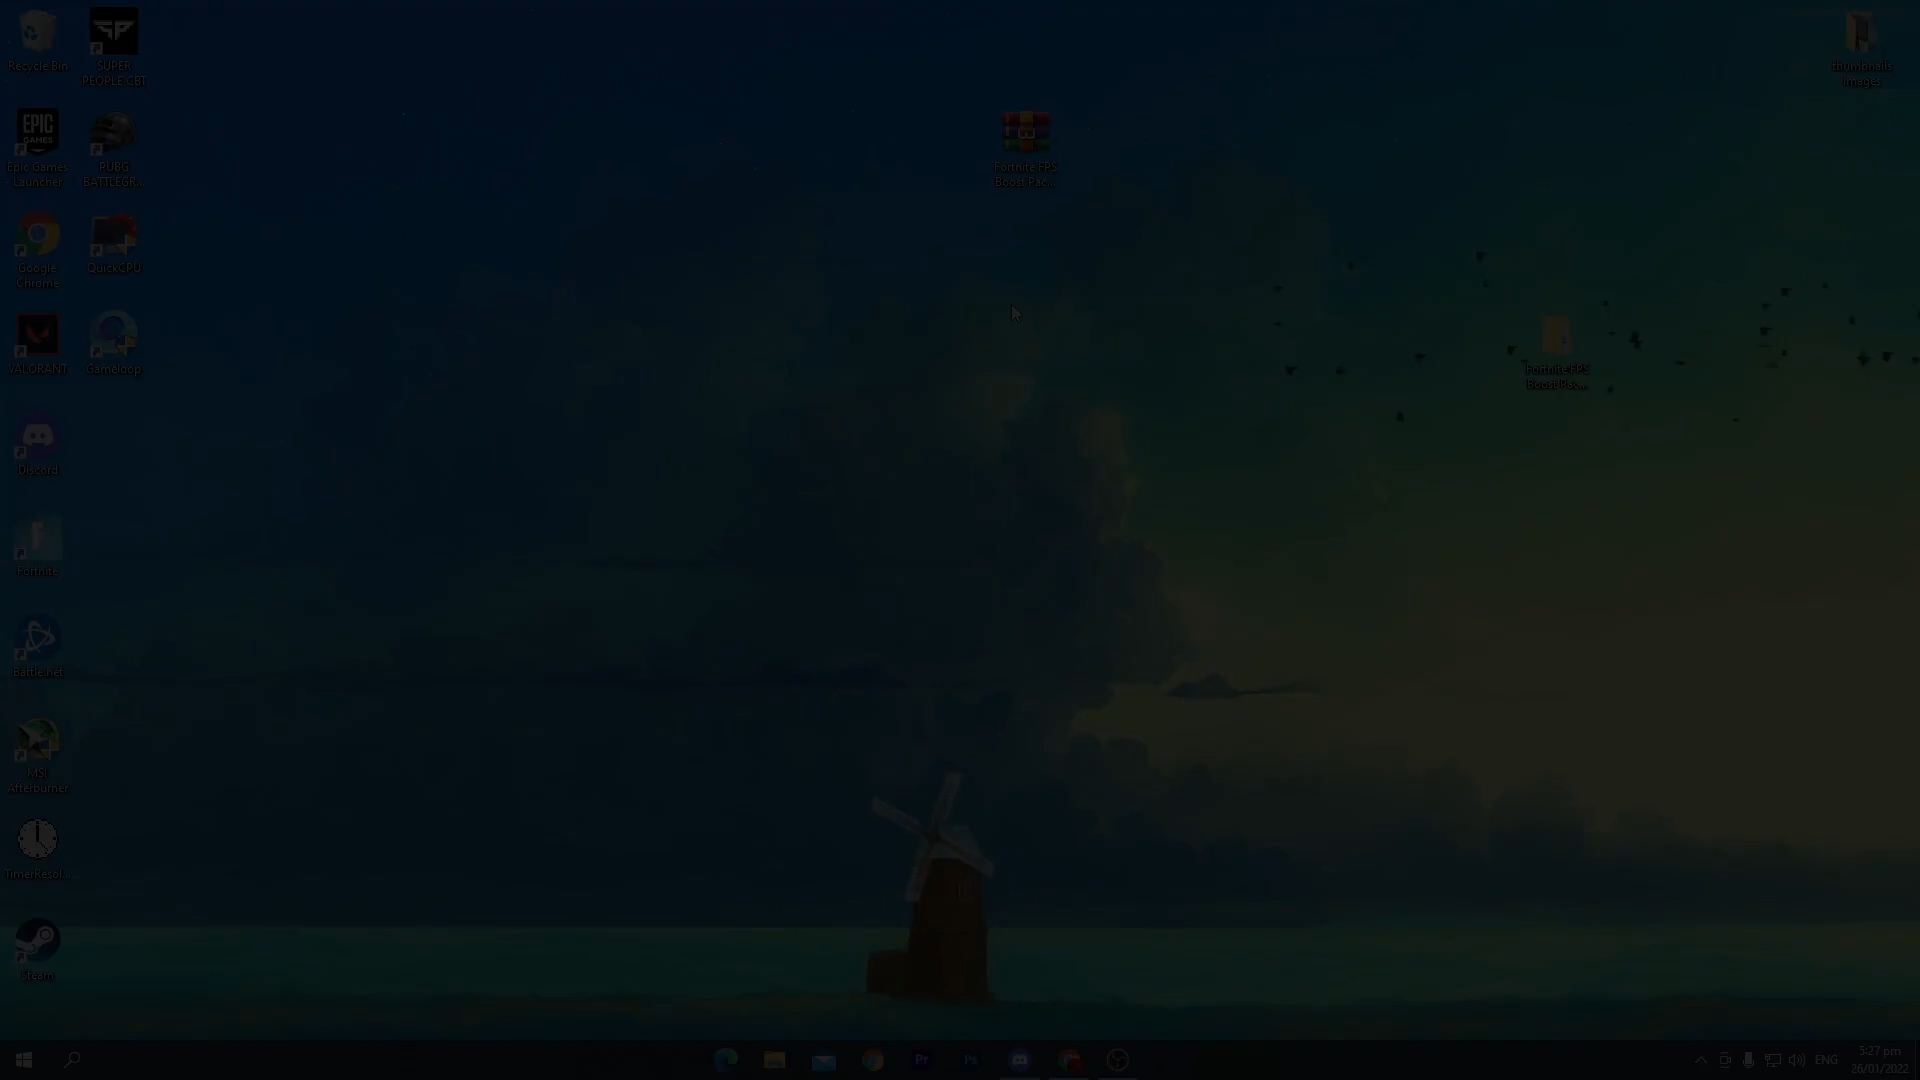 Recycle Bin
SUPER
PEOPLE CBT
thumbnails
images
EPIC
GAMES
Epic Games
Launcher
PUBG
BATTLEGR...
Fortnite FPS
Boost Pac...
Google
Chrome
QuickCPU
VALORANT
Gameloop
Fortnite FPS
Boost Pac...
Discord
F
Fortnite
Battle.net
MSI
Afterburner
TimerResol...
Steam
Pr
Ps
ENG
5:27 pm
26/01/2022